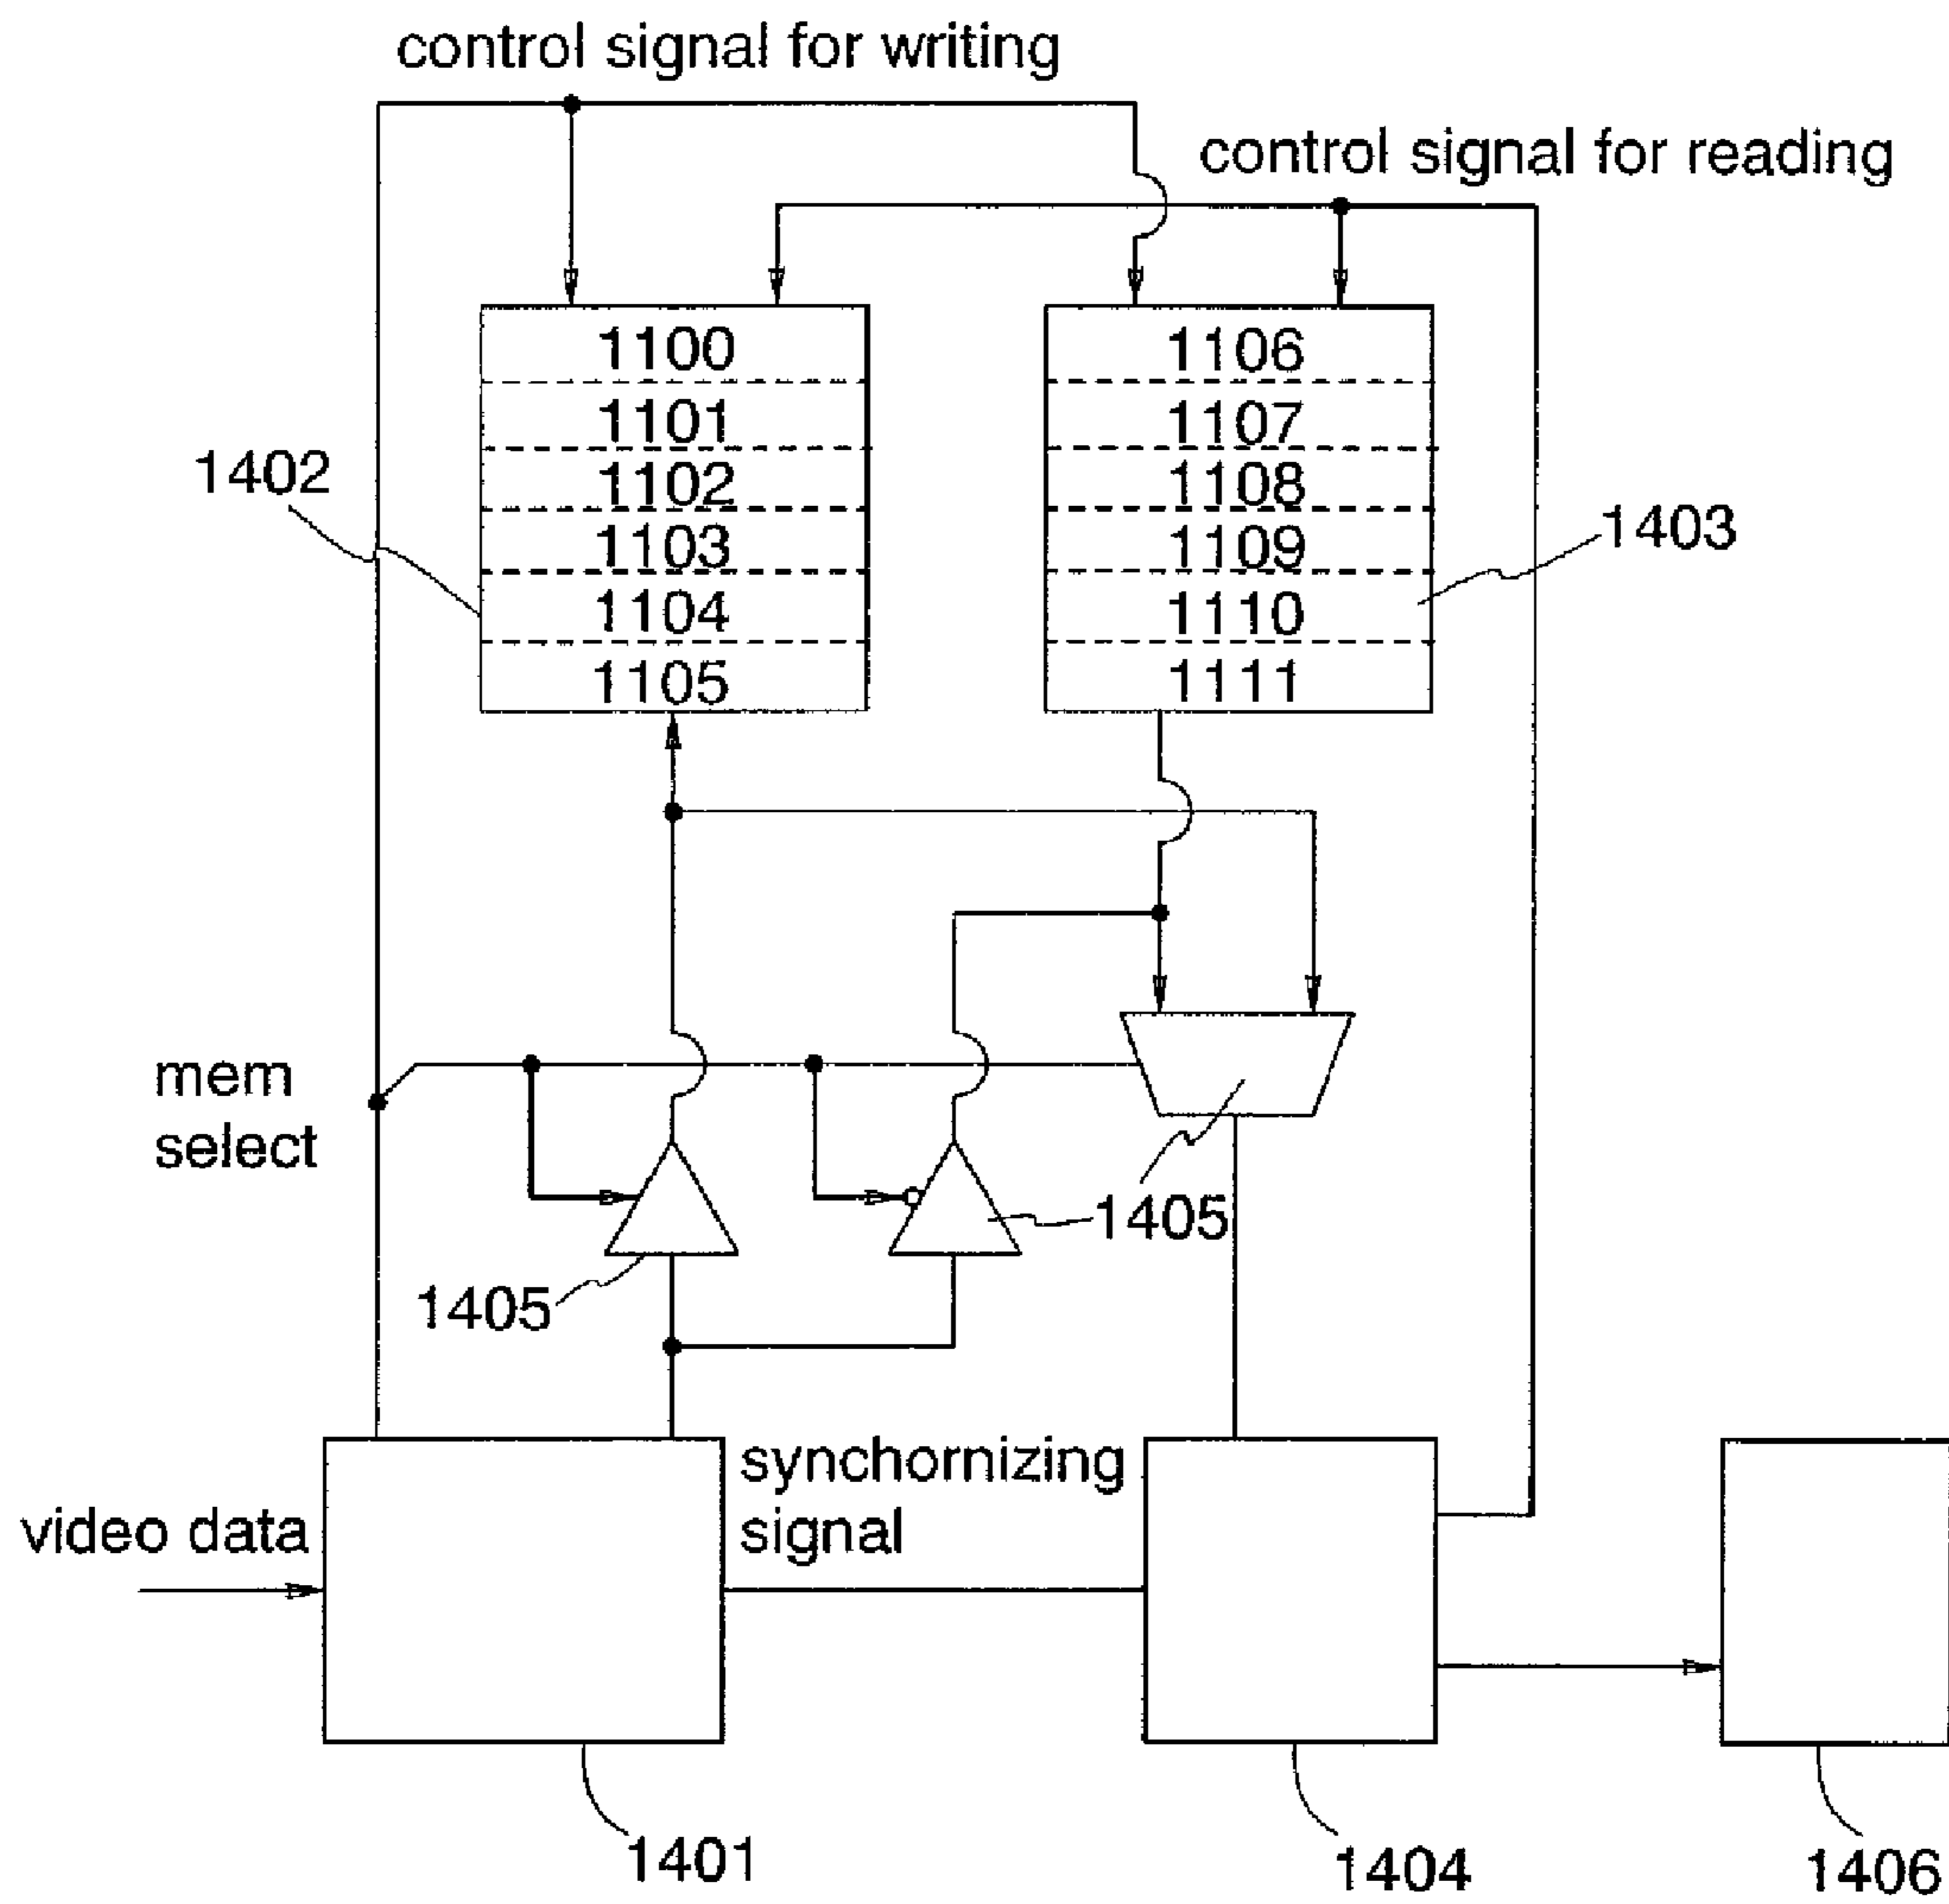 control signal for writing
control signal for reading
1100
1101
1102
1103
1104
1105
1106
1107
1108
1109
1110
1111
1402
1403
mem
select
1405
1405
synchornizing
signal
video data
1401
1404
1406